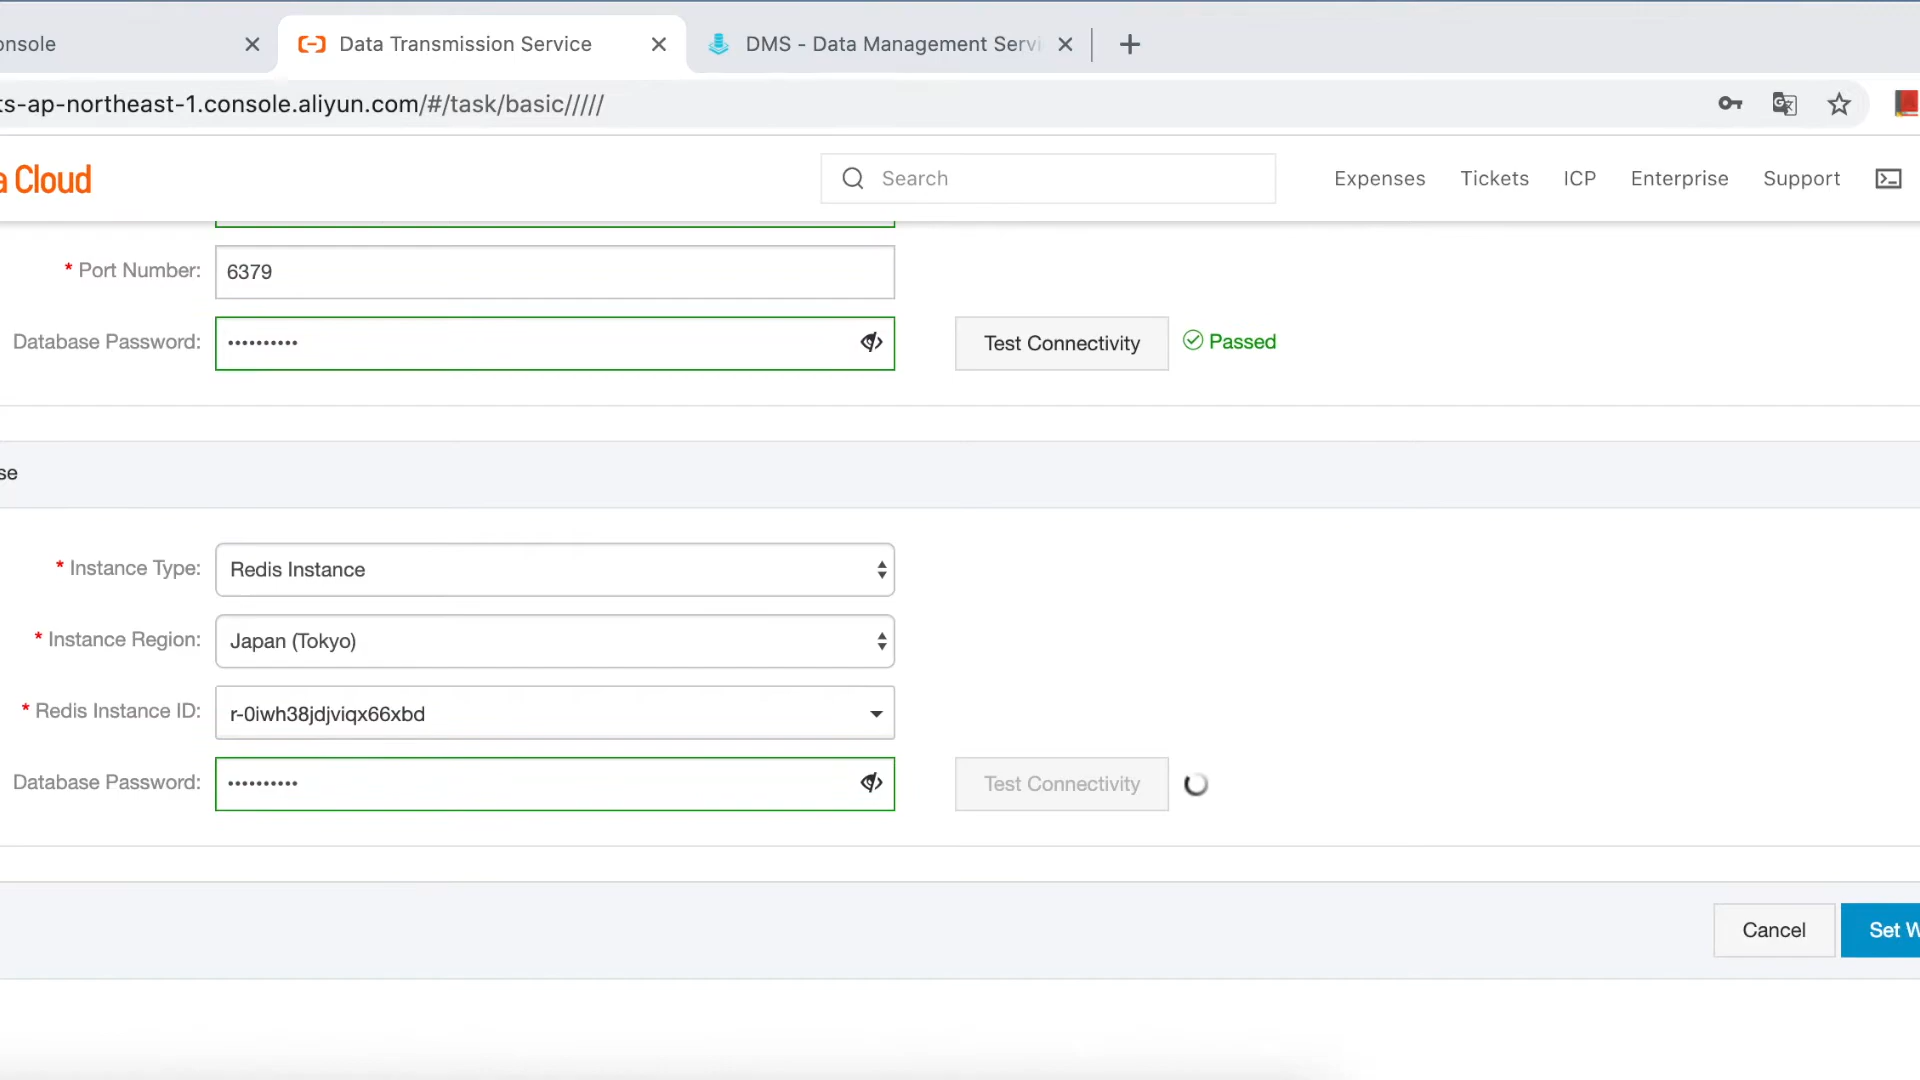 onsole
Data Transmission Service
DMS - Data Management Servi
ts-ap-northeast-1.console.aliyun.com/#/task/basic/////
a Cloud
Search
Expenses
Tickets
ICP
Enterprise
Support
* Port Number:
6379
Database Password:
••••••••••
Test Connectivity
Passed
se
* Instance Type:
Redis Instance
* Instance Region:
Japan (Tokyo)
* Redis Instance ID:
r-0iwh38jdjviqx66xbd
Database Password:
••••••••••
Test Connectivity
Cancel
Set W